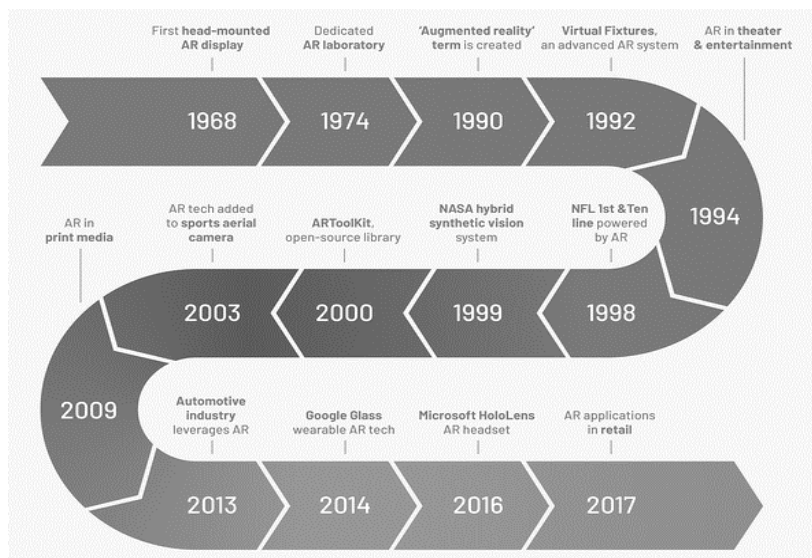 First head-mounted
AR display
Dedicated
AR laboratory
‘Augmented reality’
term is created
Virtual Fixtures,
an advanced AR system
AR in theater
& entertainment
1968
1974
1990
1992
1994
NFL 1st &Ten
line powered
by AR
NASA hybrid
synthetic vision
system
ARToolKit,
open-source library
AR tech added
to sports aerial
camera
AR in
print media
1998
1999
2000
2003
2009
Automotive
industry
leverages AR
Google Glass
wearable AR tech
Microsoft HoloLens
AR headset
AR applications
in retail
2013
2014
2016
2017